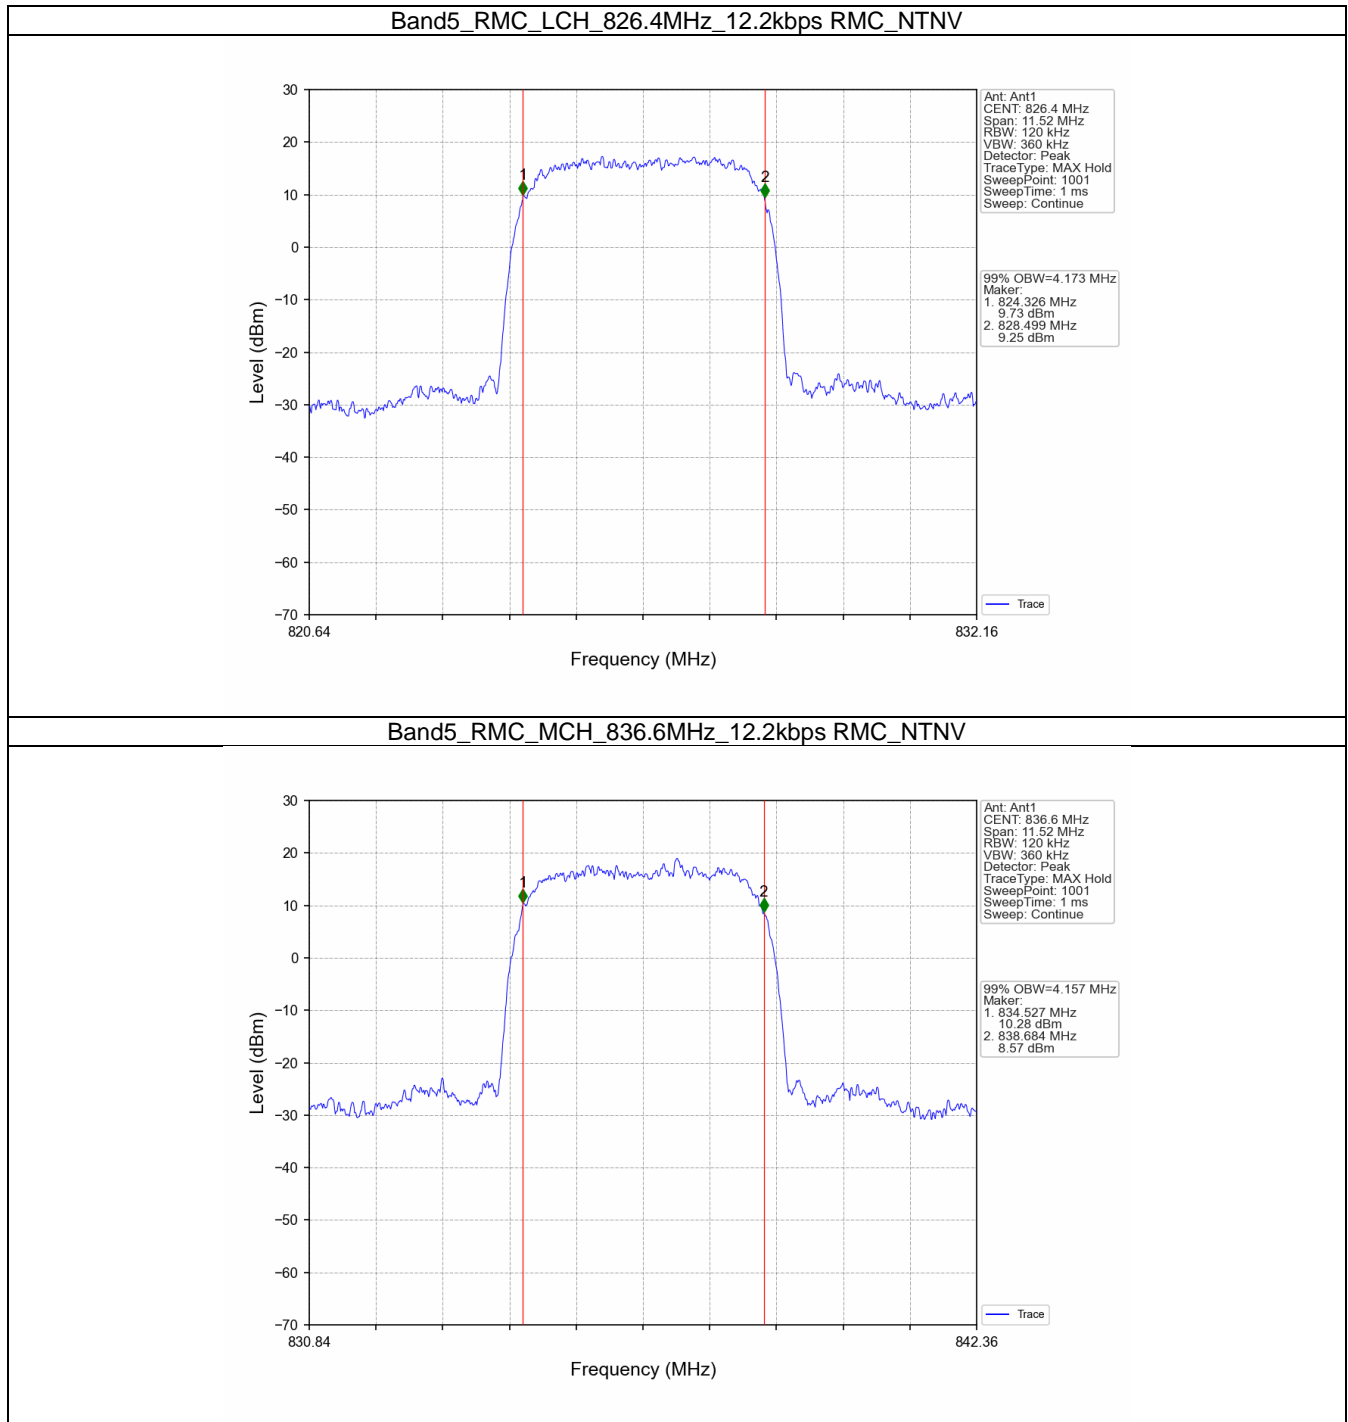 Band5_RMC_LCH_826.4MHz_12.2kbps RMC_NTNV
30
20
10
0
−10
−20
−30
−40
−50
−60
−70
Level (dBm)
1
2
820.64
832.16
Frequency (MHz)
Ant: Ant1
CENT: 826.4 MHz
Span: 11.52 MHz
RBW: 120 kHz
VBW: 360 kHz
Detector: Peak
TraceType: MAX Hold
SweepPoint: 1001
SweepTime: 1 ms
Sweep: Continue
99% OBW=4.173 MHz
Maker:
1. 824.326 MHz
9.73 dBm
2. 828.499 MHz
9.25 dBm
Trace
Band5_RMC_MCH_836.6MHz_12.2kbps RMC_NTNV
30
20
10
0
−10
−20
−30
−40
−50
−60
−70
Level (dBm)
1
2
830.84
842.36
Frequency (MHz)
Ant: Ant1
CENT: 836.6 MHz
Span: 11.52 MHz
RBW: 120 kHz
VBW: 360 kHz
Detector: Peak
TraceType: MAX Hold
SweepPoint: 1001
SweepTime: 1 ms
Sweep: Continue
99% OBW=4.157 MHz
Maker:
1. 834.527 MHz
10.28 dBm
2. 838.684 MHz
8.57 dBm
Trace